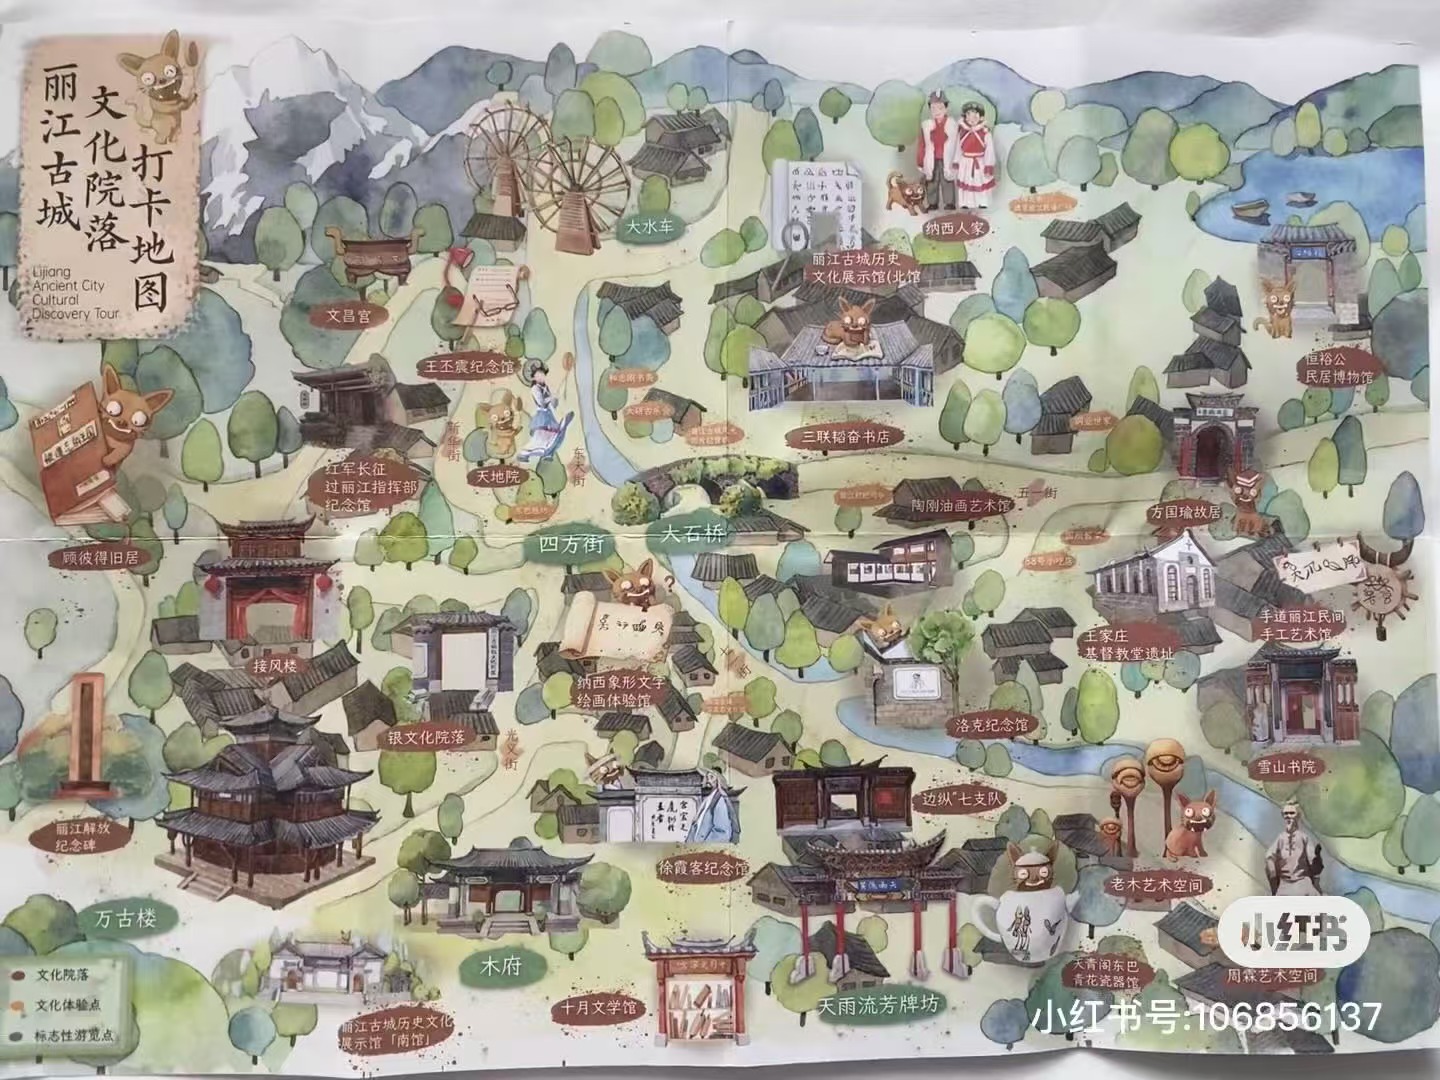 丽江古城
文化院落
打卡地图
Lijiang
Ancient City
Cultural
Discovery Tour
大水车
纳西人家
文昌宫
丽江古城历史
文化展示馆(北馆
王丕震纪念馆
恒裕公
民居博物馆
三联韬奋书店
红军长征
过丽江指挥部
纪念馆
新华街
天地院
东大街
陶刚油画艺术馆
五一街
方国瑜故居
顾彼得旧居
四方街
大石桥
接风楼
纳西象形文字
绘画体验馆
王家庄
基督教堂遗址
手道丽江民间
手工艺术馆
银文化院落
光义街
洛克纪念馆
雪山书院
丽江解放
纪念碑
边纵"七支队
徐霞客纪念馆
老木艺术空间
万古楼
木府
天雨流芳牌坊
十月文学馆
天青阁东巴
青花瓷器馆
周霖艺术空间
丽江古城历史文化
展示馆「南馆」
文化院落
文化体验点
标志性游览点
小红书
小红书号:106856137